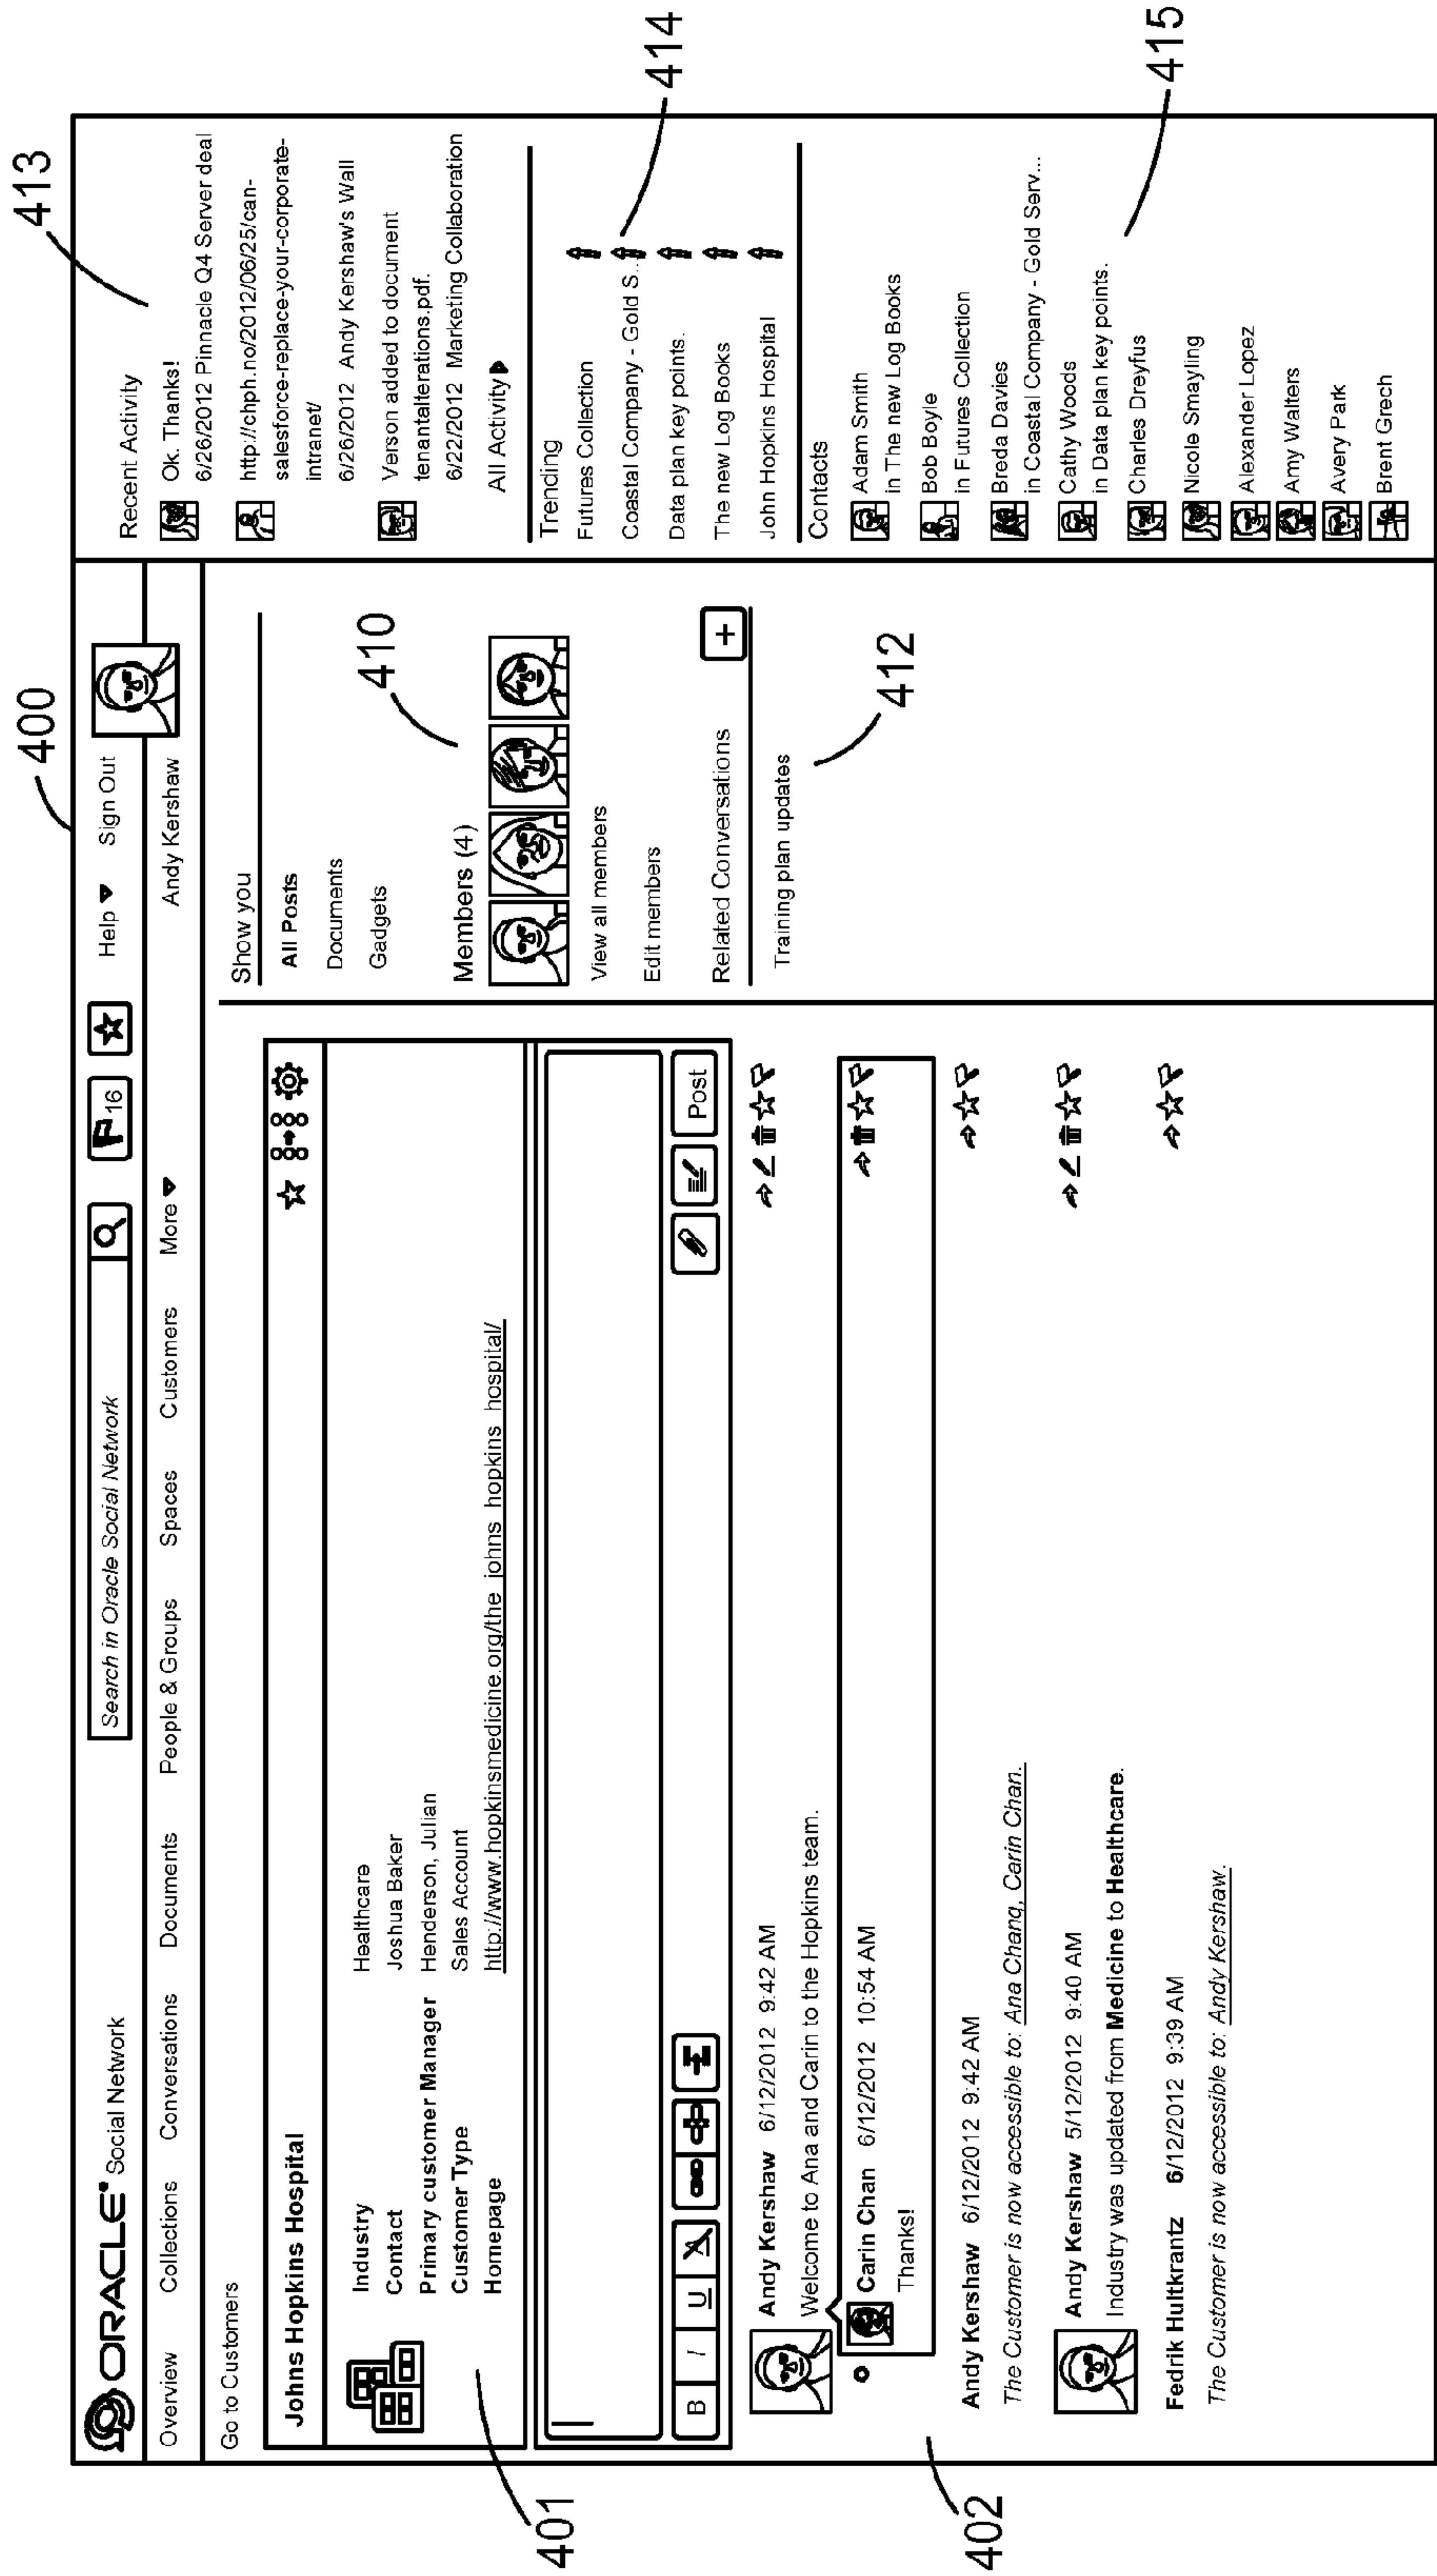 400
ORACLE® Social Network
Search in Oracle Social Network
16
Help
Sign Out
Overview
Collections
Conversations
Documents
People & Groups
Spaces
Customers
More
Andy Kershaw
Go to Customers
Johns Hopkins Hospital
401
Industry Healthcare
Contact Joshua Baker
Primary customer Manager Henderson, Julian
Customer Type Sales Account
Homepage http://www.hopkinsmedicine.org/the_johns_hopkins_hospital/
B I U A
Post
402
Andy Kershaw 6/12/2012 9:42 AM
Welcome to Ana and Carin to the Hopkins team.
Carin Chan 6/12/2012 10:54 AM
Thanks!
Andy Kershaw 6/12/2012 9:42 AM
The Customer is now accessible to: Ana Chang, Carin Chan.
Andy Kershaw 5/12/2012 9:40 AM
Industry was updated from Medicine to Healthcare.
Fedrik Hultkrantz 6/12/2012 9:39 AM
The Customer is now accessible to: Andy Kershaw.
Show you
All Posts
Documents
Gadgets
410
Members (4)
View all members
Edit members
Related Conversations +
Training plan updates
412
413
Recent Activity
Ok. Thanks!
6/26/2012 Pinnacle Q4 Server deal
http://chph.no/2012/06/25/can-
salesforce-replace-your-corporate-
intranet/
6/26/2012 Andy Kershaw's Wall
Verson added to document
tenantalterations.pdf.
6/22/2012 Marketing Collaboration
All Activity
Trending
Futures Collection
Coastal Company - Gold S...
Data plan key points.
The new Log Books
John Hopkins Hospital
414
Contacts
Adam Smith
in The new Log Books
Bob Boyle
in Futures Collection
Breda Davies
in Coastal Company - Gold Serv...
Cathy Woods
in Data plan key points.
Charles Dreyfus
Nicole Smayling
Alexander Lopez
Amy Walters
Avery Park
Brent Grech
415